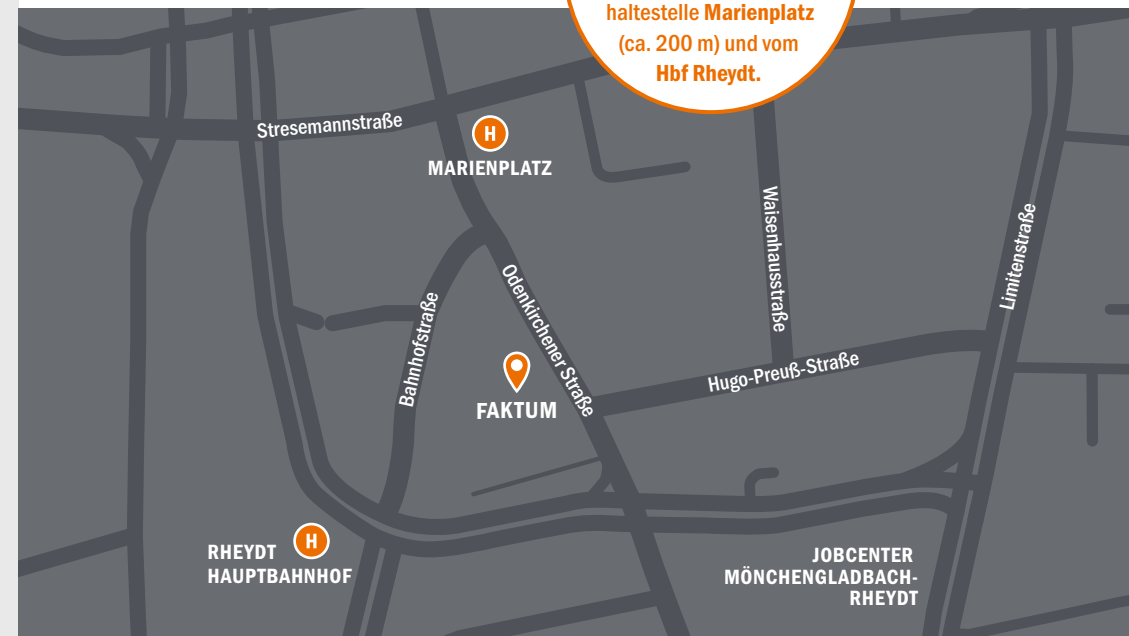 haltestelle Marienplatz
(ca. 200 m) und vom
Hbf Rheydt.
Stresemannstraße
H
MARIENPLATZ
Waisenhausstraße
Limitenstraße
Odenkirchener Straße
Bahnhofstraße
Hugo-Preuß-Straße
FAKTUM
RHEYDT H
HAUPTBAHNHOF
JOBCENTER
MÖNCHENGLADBACH-
RHEYDT